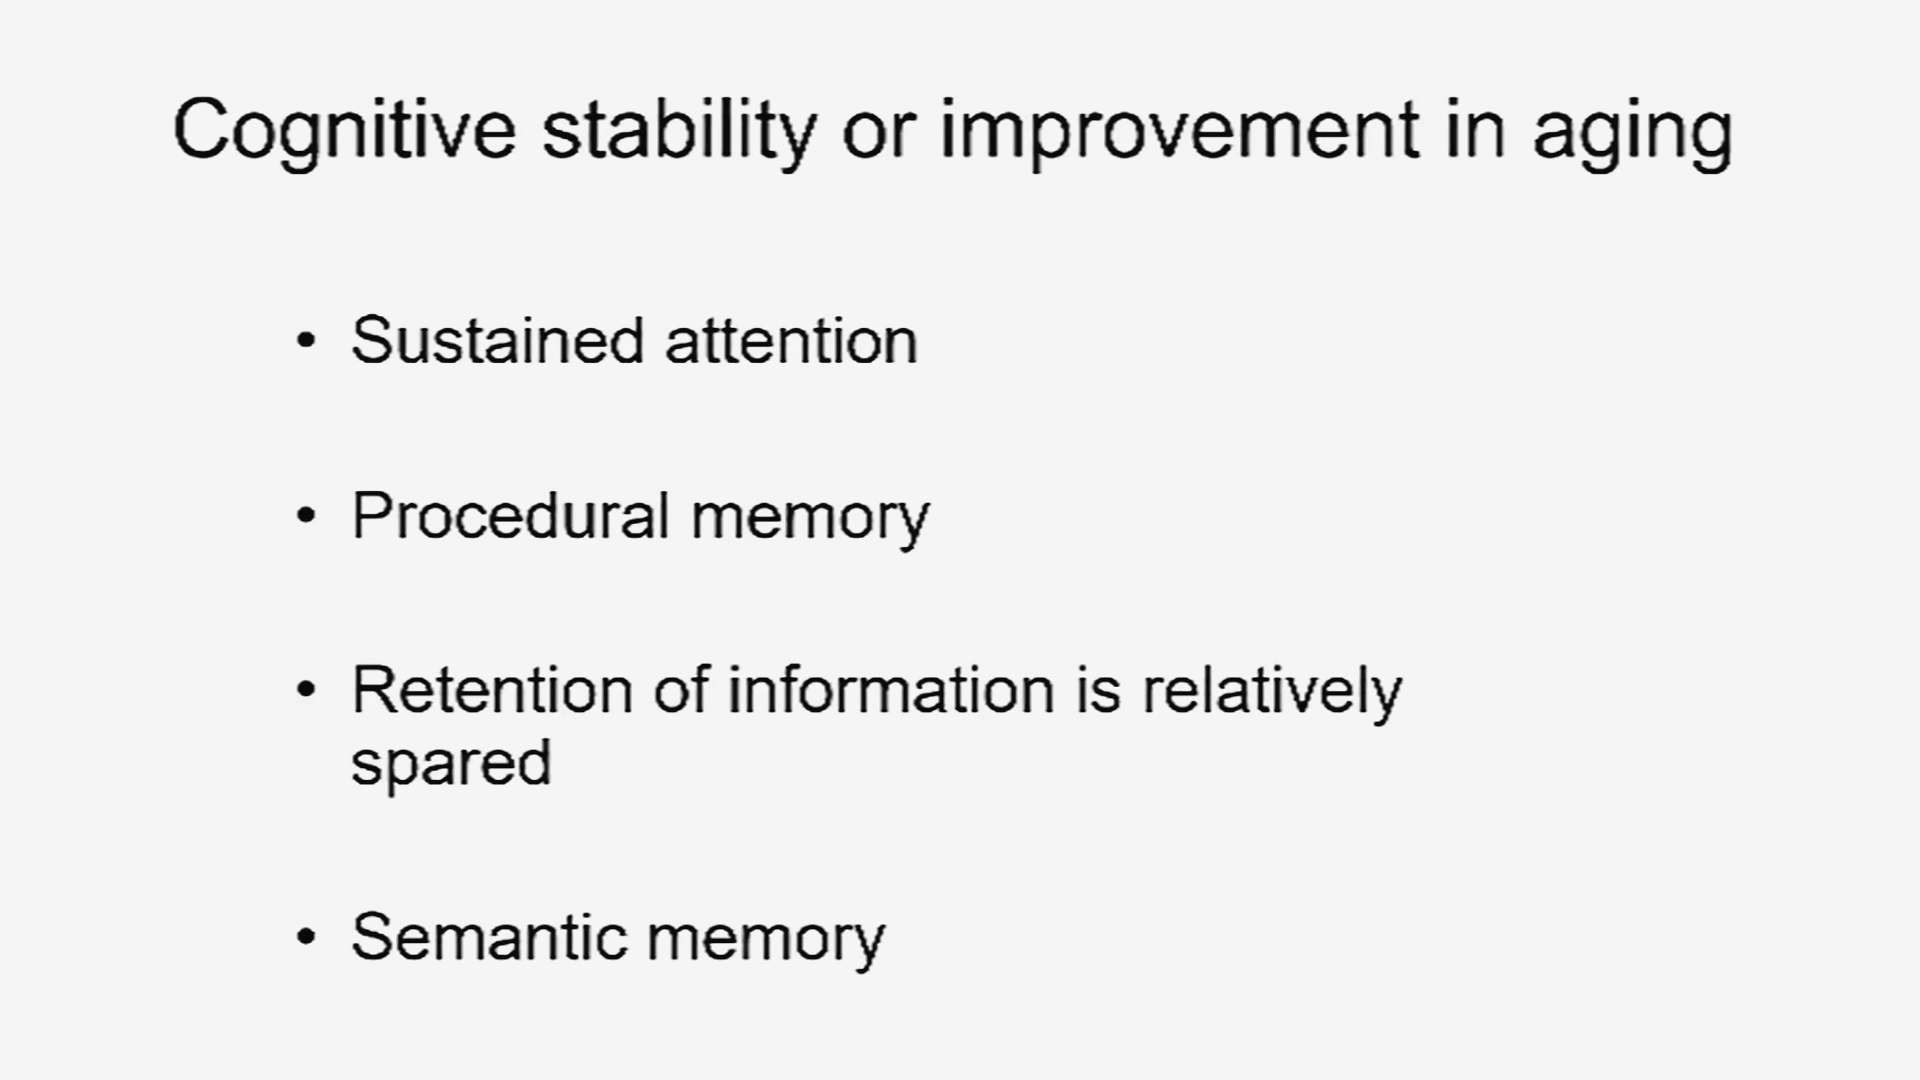 Cognitive stability or improvement in aging
• Sustained attention
• Procedural memory
• Retention of information is relatively
spared
• Semantic memory